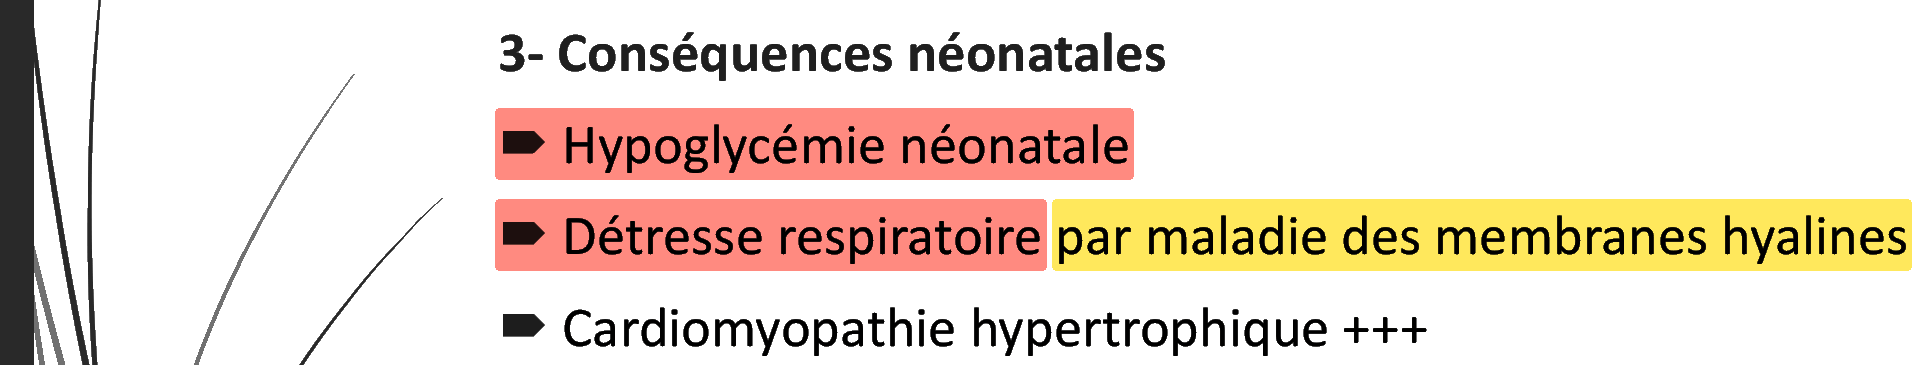 3- Conséquences néonatales
Hypoglycémie néonatale
Détresse respiratoire par maladie des membranes hyalines
Cardiomyopathie hypertrophique +++